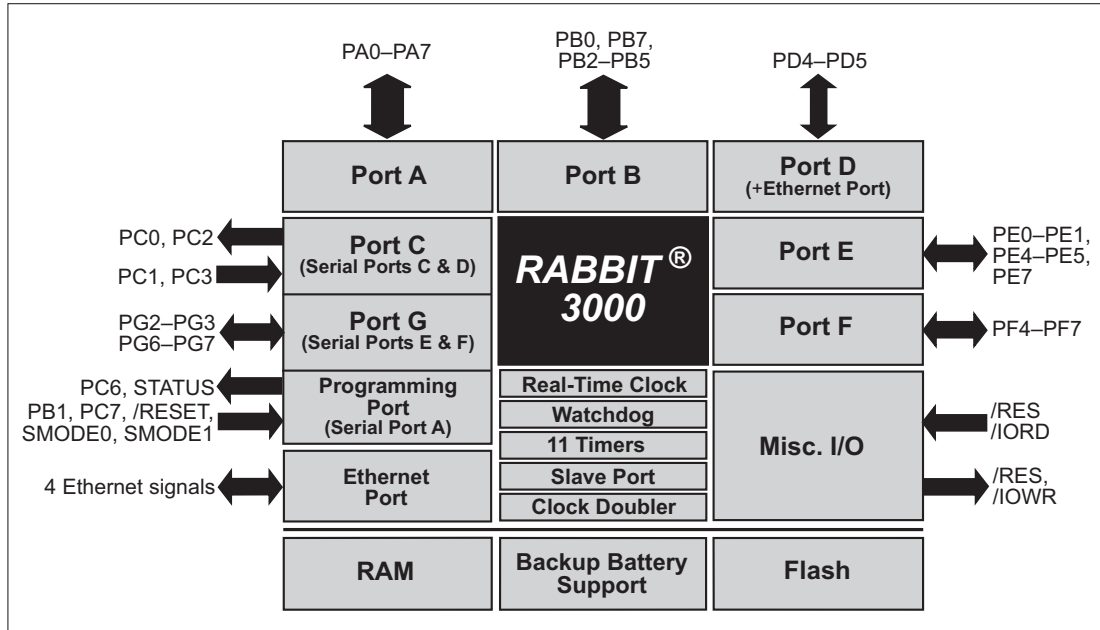 PA0–PA7
PB0, PB7,
PB2–PB5
PD4–PD5
Port A
Port B
Port D
(+Ethernet Port)
PC0, PC2
PC1, PC3
Port C
(Serial Ports C & D)
RABBIT ®
3000
Port E
PE0–PE1,
PE4–PE5,
PE7
PG2–PG3
PG6–PG7
Port G
(Serial Ports E & F)
Port F
PF4–PF7
PC6, STATUS
PB1, PC7, /RESET,
SMODE0, SMODE1
Programming
Port
(Serial Port A)
Real-Time Clock
Watchdog
11 Timers
Slave Port
Clock Doubler
Misc. I/O
/RES
/IORD
/RES,
/IOWR
4 Ethernet signals
Ethernet
Port
RAM
Backup Battery
Support
Flash